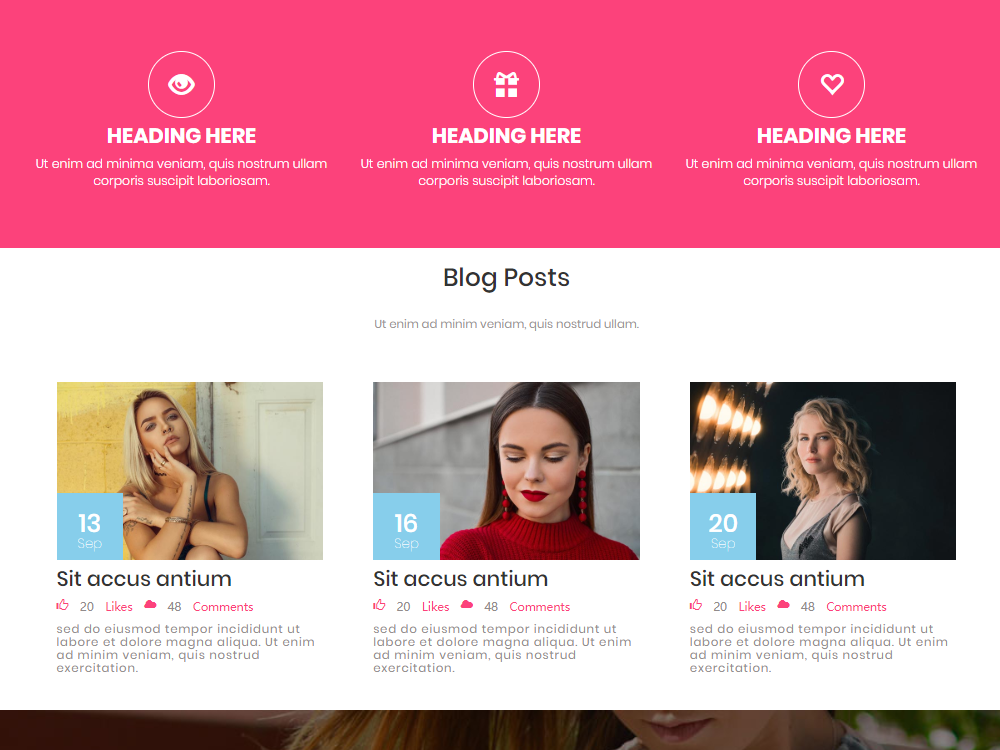 HEADING HERE
Ut enim ad minima veniam, quis nostrum ullam
corporis suscipit laboriosam.
HEADING HERE
Ut enim ad minima veniam, quis nostrum ullam
corporis suscipit laboriosam.
HEADING HERE
Ut enim ad minima veniam, quis nostrum ullam
corporis suscipit laboriosam.
Blog Posts
Ut enim ad minim veniam, quis nostrud ullam.
13
Sep
Sit accus antium
20 Likes 48 Comments
sed do eiusmod tempor incididunt ut
labore et dolore magna aliqua. Ut enim
ad minim veniam, quis nostrud
exercitation.
16
Sep
Sit accus antium
20 Likes 48 Comments
sed do eiusmod tempor incididunt ut
labore et dolore magna aliqua. Ut enim
ad minim veniam, quis nostrud
exercitation.
20
Sep
Sit accus antium
20 Likes 48 Comments
sed do eiusmod tempor incididunt ut
labore et dolore magna aliqua. Ut enim
ad minim veniam, quis nostrud
exercitation.